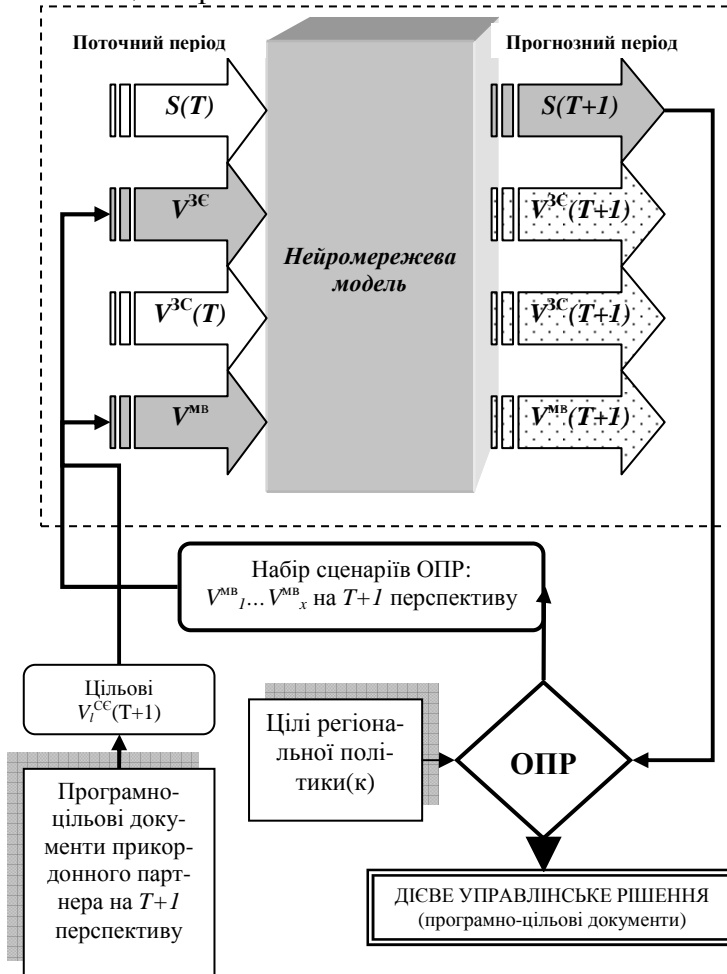 Поточний період
Прогнозний період
S(T)
S(T+1)
V^ЗЄ
V^ЗЄ(T+1)
Нейромережева
модель
V^ЗС(T)
V^ЗС(T+1)
V^мв
V^мв(T+1)
Набір сценаріїв ОПР:
V^мв_1…V^мв_x на T+1 перспективу
Цільові
V_l^СЄ(T+1)
Цілі регіона-
льної полі-
тики(к)
ОПР
Програмно-
цільові доку-
менти прикор-
донного парт-
нера на T+1
перспективу
ДІЄВЕ УПРАВЛІНСЬКЕ РІШЕННЯ
(програмно-цільові документи)